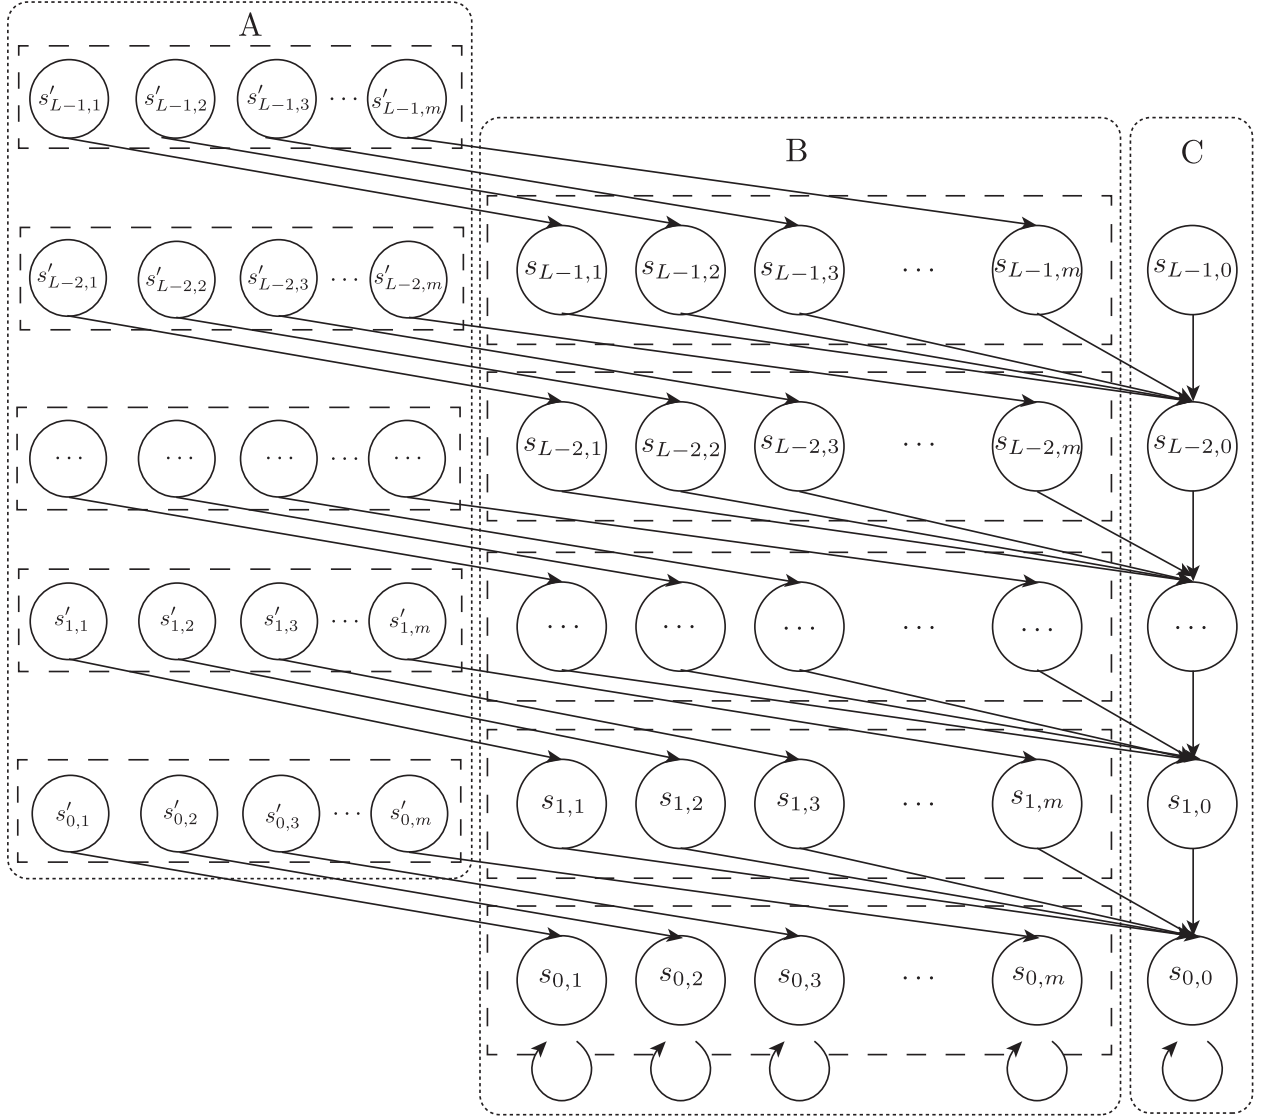 A
s′_{L−1,1} s′_{L−1,2} s′_{L−1,3} ⋯ s′_{L−1,m}
B C
s′_{L−2,1} s′_{L−2,2} s′_{L−2,3} ⋯ s′_{L−2,m}
s_{L−1,1} s_{L−1,2} s_{L−1,3} ⋯ s_{L−1,m} s_{L−1,0}
⋯ ⋯ ⋯ ⋯ ⋯
s_{L−2,1} s_{L−2,2} s_{L−2,3} ⋯ s_{L−2,m} s_{L−2,0}
s′_{1,1} s′_{1,2} s′_{1,3} ⋯ s′_{1,m}
⋯ ⋯ ⋯ ⋯ ⋯ ⋯
s′_{0,1} s′_{0,2} s′_{0,3} ⋯ s′_{0,m}
s_{1,1} s_{1,2} s_{1,3} ⋯ s_{1,m} s_{1,0}
s_{0,1} s_{0,2} s_{0,3} ⋯ s_{0,m} s_{0,0}